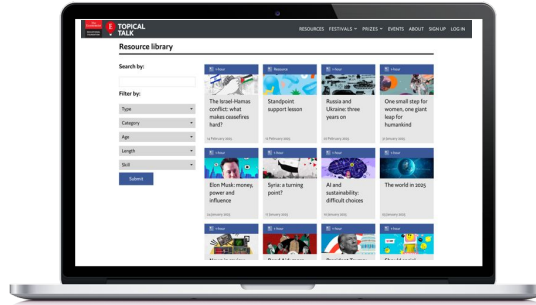 The Economist
TOPICAL TALK
RESOURCES FESTIVALS PRIZES EVENTS ABOUT SIGN UP LOG IN
Resource library
Search by:
Filter by:
Type
Category
Age
Length
Skill
Submit
1 hour
The Israel-Hamas
conflict: what
makes ceasefires
hard?
Resource
Standpoint
support lesson
1 hour
Russia and
Ukraine: three
years on
1 hour
One small step for
women, one giant
leap for
humankind
1 hour
Elon Musk: money,
power and
influence
1 hour
Syria: a turning
point?
1 hour
AI and
sustainability:
difficult choices
1 hour
The world in 2025